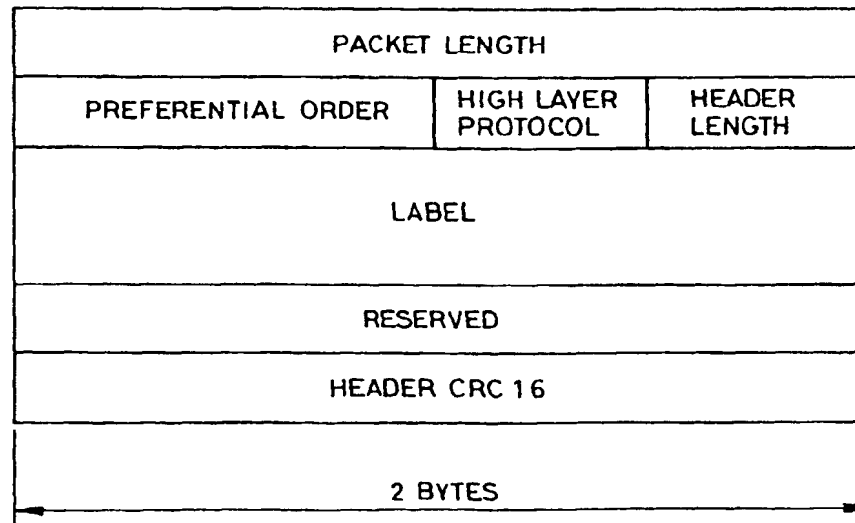 PACKET LENGTH
PREFERENTIAL ORDER
HIGH LAYER PROTOCOL
HEADER LENGTH
LABEL
RESERVED
HEADER CRC 16
2 BYTES